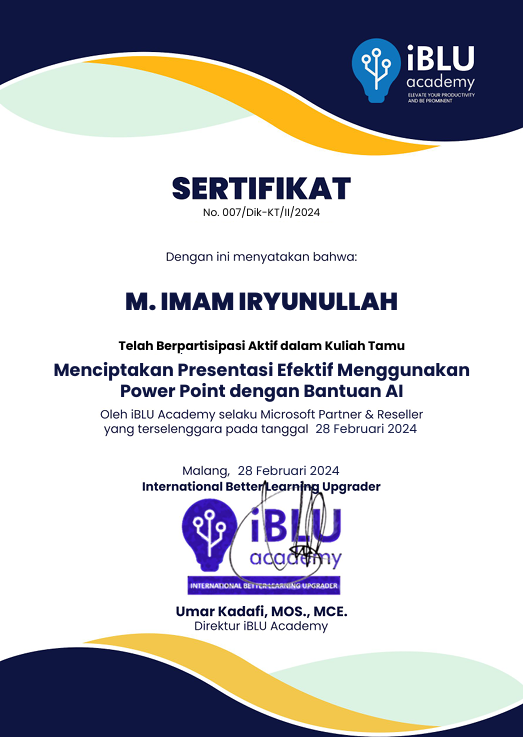 iBLU
academy
ELEVATE YOUR PRODUCTIVITY
AND BE PROMINENT
SERTIFIKAT
No. 007/Dik-KT/II/2024
Dengan ini menyatakan bahwa:
M. IMAM IRYUNULLAH
Telah Berpartisipasi Aktif dalam Kuliah Tamu
Menciptakan Presentasi Efektif Menggunakan
Power Point dengan Bantuan AI
Oleh iBLU Academy selaku Microsoft Partner & Reseller
yang terselenggara pada tanggal 28 Februari 2024
Malang, 28 Februari 2024
International Better Learning Upgrader
iBLU
academy
INTERNATIONAL BETTER LEARNING UPGRADER
Umar Kadafi, MOS., MCE.
Direktur iBLU Academy